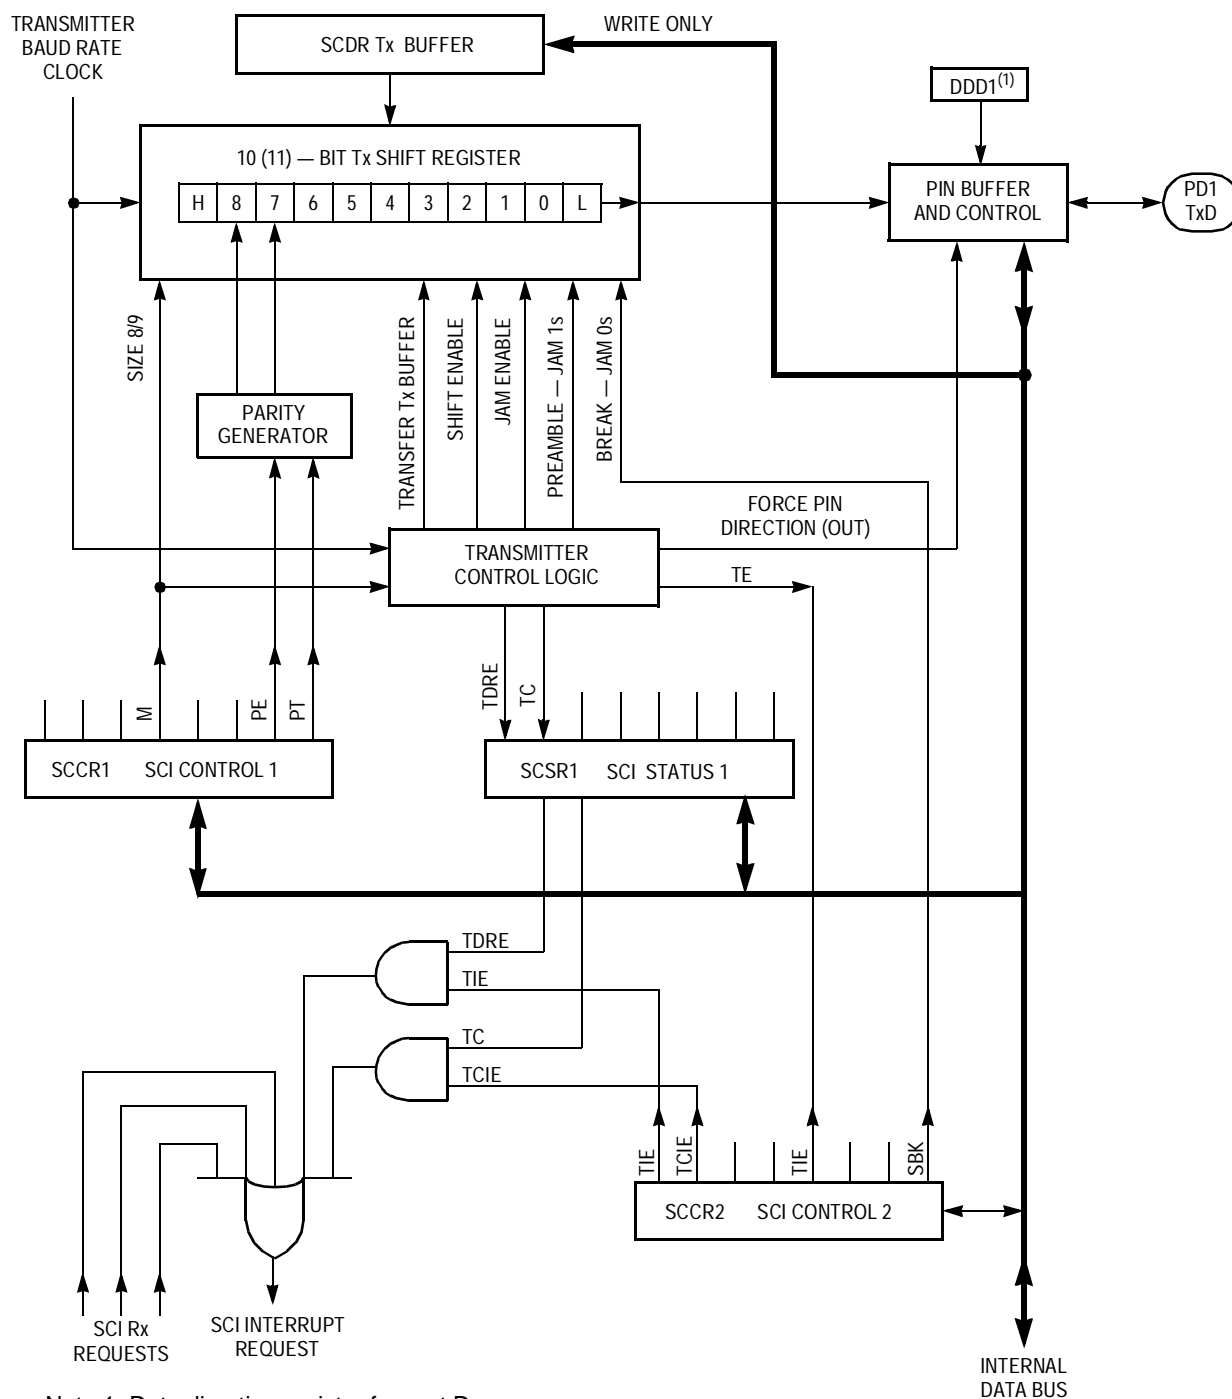 TRANSMITTER
BAUD RATE
CLOCK
SCDR Tx BUFFER
WRITE ONLY
DDD1(1)
10 (11) — BIT Tx SHIFT REGISTER
H 8 7 6 5 4 3 2 1 0 L
PIN BUFFER
AND CONTROL
PD1
TxD
SIZE 8/9
TRANSFER Tx BUFFER
SHIFT ENABLE
JAM ENABLE
PREAMBLE — JAM 1s
BREAK — JAM 0s
PARITY
GENERATOR
FORCE PIN
DIRECTION (OUT)
TRANSMITTER
CONTROL LOGIC
TE
TDRE
TC
M
PE
PT
SCCR1 SCI CONTROL 1
SCSR1 SCI STATUS 1
TDRE
TIE
TC
TCIE
TIE
TCIE
TIE
SBK
SCCR2 SCI CONTROL 2
SCI Rx
REQUESTS
SCI INTERRUPT
REQUEST
INTERNAL
DATA BUS